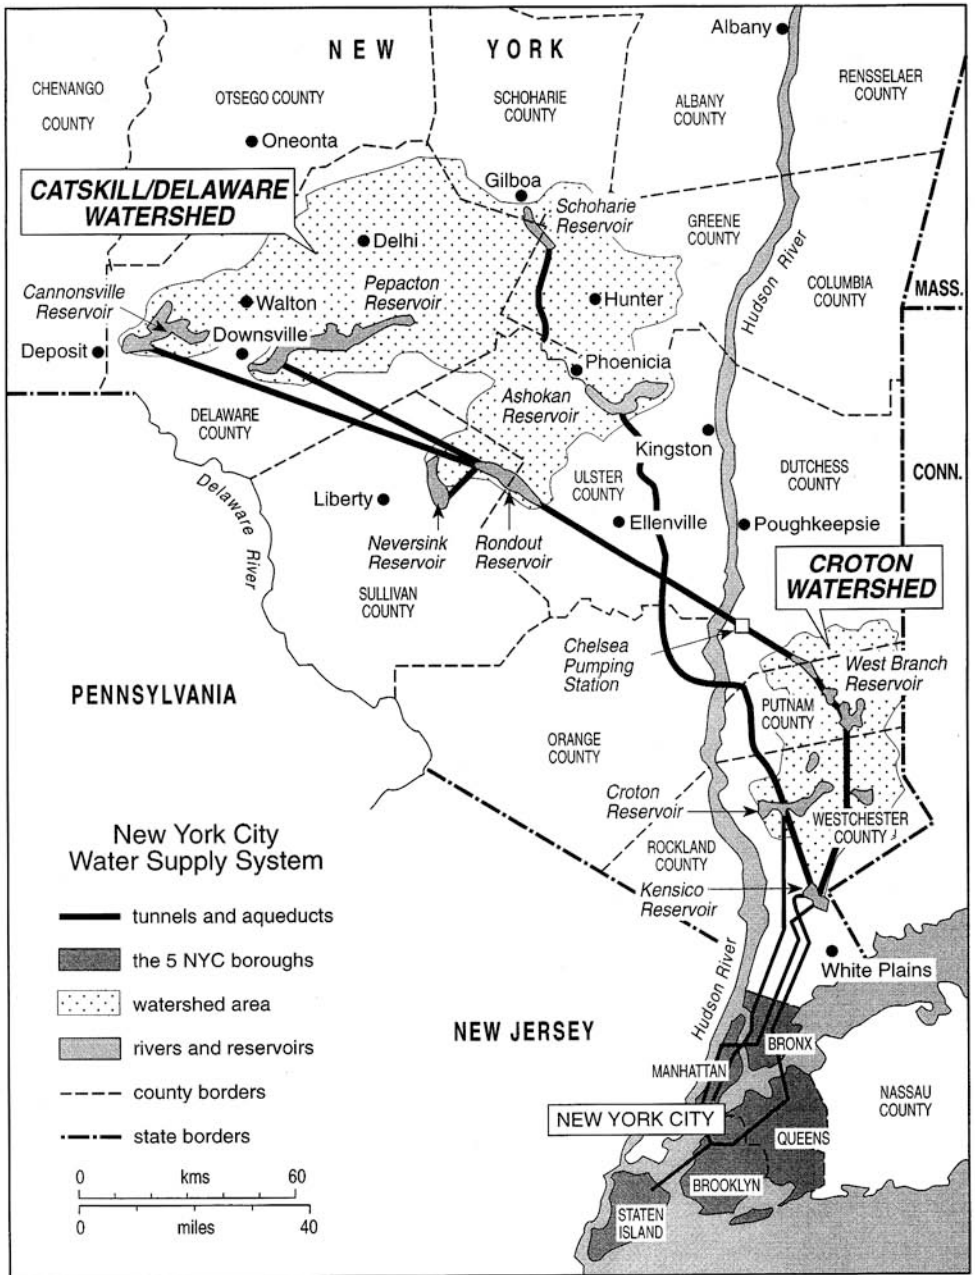 Albany
NEW YORK
CHENANGO
COUNTY
OTSEGO COUNTY
SCHOHARIE
COUNTY
ALBANY
COUNTY
RENSSELAER
COUNTY
Oneonta
CATSKILL/DELAWARE
WATERSHED
Gilboa
Schoharie
Reservoir
GREENE
COUNTY
Hudson River
COLUMBIA
COUNTY
MASS.
Delhi
Cannonsville
Reservoir
Walton
Pepacton
Reservoir
Hunter
Deposit
Downsville
Phoenicia
Ashokan
Reservoir
DELAWARE
COUNTY
Kingston
DUTCHESS
COUNTY
CONN.
Delaware River
Liberty
ULSTER
COUNTY
Ellenville
Poughkeepsie
Neversink
Reservoir
Rondout
Reservoir
CROTON
WATERSHED
SULLIVAN
COUNTY
Chelsea
Pumping
Station
West Branch
Reservoir
PENNSYLVANIA
PUTNAM
COUNTY
ORANGE
COUNTY
Croton
Reservoir
WESTCHESTER
COUNTY
ROCKLAND
COUNTY
Kensico
Reservoir
White Plains
Hudson River
NEW JERSEY
BRONX
MANHATTAN
NASSAU
COUNTY
NEW YORK CITY
QUEENS
BROOKLYN
STATEN
ISLAND
New York City
Water Supply System
tunnels and aqueducts
the 5 NYC boroughs
watershed area
rivers and reservoirs
county borders
state borders
0 kms 60
0 miles 40